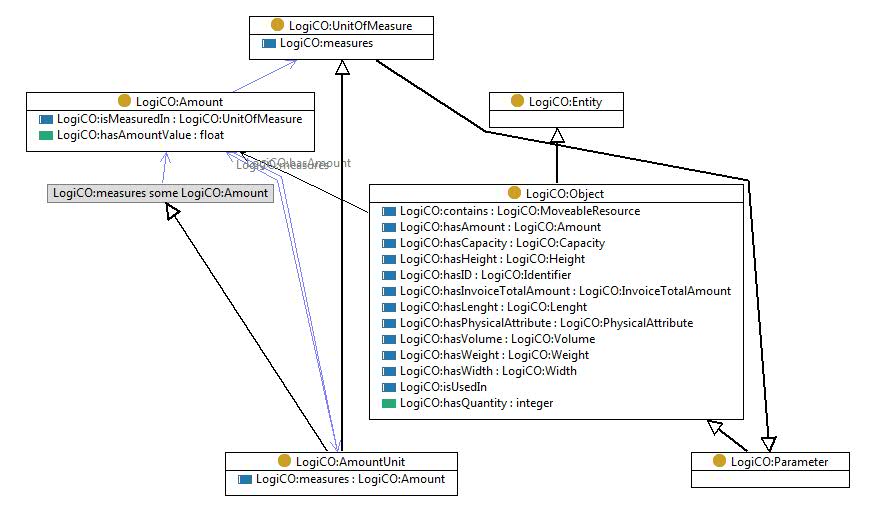 LogiCO:UnitOfMeasure
LogiCO:measures
LogiCO:Amount
LogiCO:isMeasuredIn : LogiCO:UnitOfMeasure
LogiCO:hasAmountValue : float
LogiCO:Entity
LogiCO:hasAmount
LogiCO:measures
LogiCO:measures some LogiCO:Amount
LogiCO:Object
LogiCO:contains : LogiCO:MoveableResource
LogiCO:hasAmount : LogiCO:Amount
LogiCO:hasCapacity : LogiCO:Capacity
LogiCO:hasHeight : LogiCO:Height
LogiCO:hasID : LogiCO:Identifier
LogiCO:hasInvoiceTotalAmount : LogiCO:InvoiceTotalAmount
LogiCO:hasLenght : LogiCO:Lenght
LogiCO:hasPhysicalAttribute : LogiCO:PhysicalAttribute
LogiCO:hasVolume : LogiCO:Volume
LogiCO:hasWeight : LogiCO:Weight
LogiCO:hasWidth : LogiCO:Width
LogiCO:isUsedIn
LogiCO:hasQuantity : integer
LogiCO:AmountUnit
LogiCO:measures : LogiCO:Amount
LogiCO:Parameter